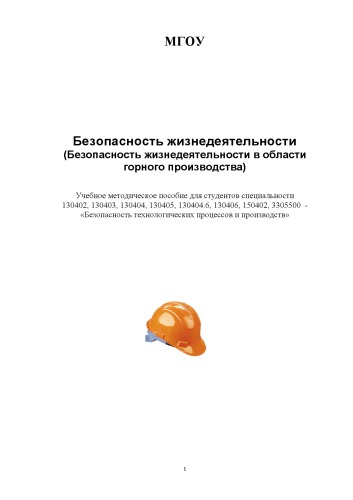 МГОУ
Безопасность жизнедеятельности
(Безопасность жизнедеятельности в области
горного производства)
Учебное методическое пособие для студентов специальности
130402, 130403, 130404, 130405, 130404.6, 130406, 150402, 3305500 -
«Безопасность технологических процессов и производств»
1